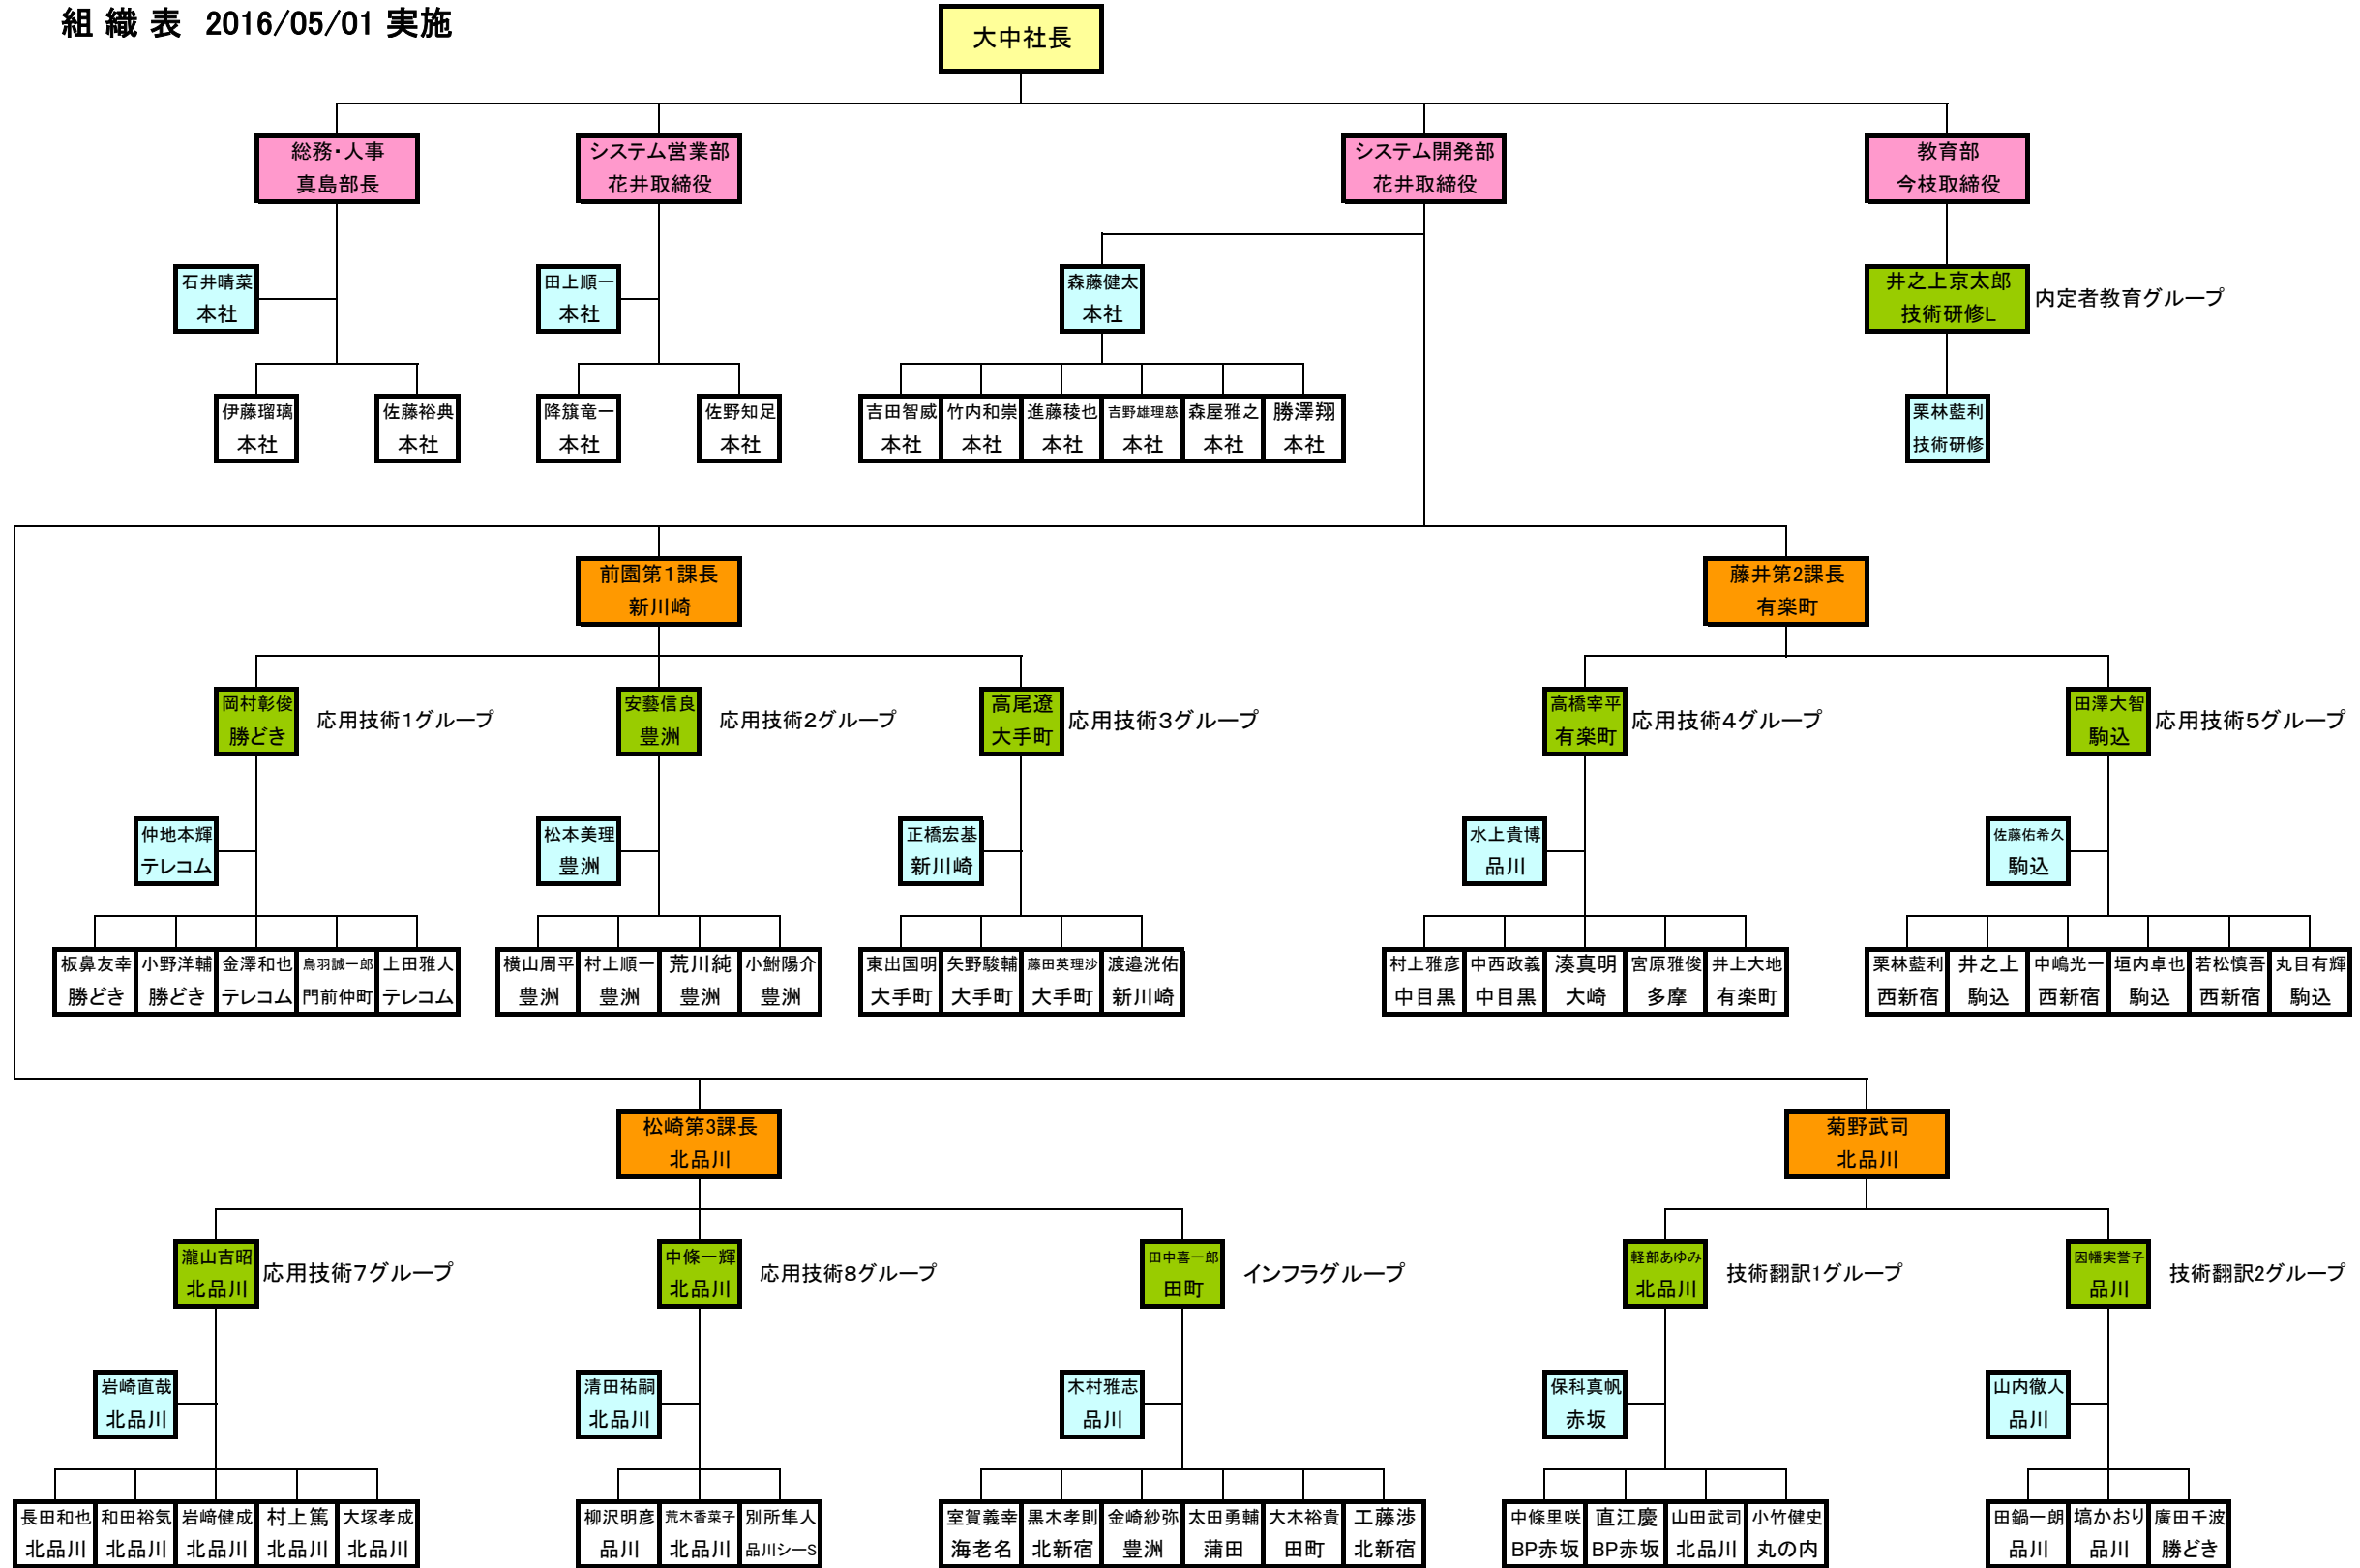 組 織 表 2016/05/01 実施
大中社長
総務・人事
真島部長
システム営業部
花井取締役
システム開発部
花井取締役
教育部
今枝取締役
石井晴菜
本社
田上順一
本社
森藤健太
本社
井之上京太郎
技術研修L
内定者教育グループ
伊藤瑠璃
本社
佐藤裕典
本社
降籏竜一
本社
佐野知足
本社
吉田智威
本社
竹内和崇
本社
進藤稜也
本社
吉野雄理慈
本社
森屋雅之
本社
勝澤翔
本社
栗林藍利
技術研修
前園第1課長
新川崎
藤井第2課長
有楽町
岡村彰俊
勝どき
応用技術1グループ
安藝信良
豊洲
応用技術2グループ
高尾遼
大手町
応用技術3グループ
高橋宰平
有楽町
応用技術4グループ
田澤大智
駒込
応用技術5グループ
仲地本輝
テレコム
松本美理
豊洲
正橋宏基
新川崎
水上貴博
品川
佐藤佑希久
駒込
板鼻友幸
勝どき
小野洋輔
勝どき
金澤和也
テレコム
鳥羽誠一郎
門前仲町
上田雅人
テレコム
横山周平
豊洲
村上順一
豊洲
荒川純
豊洲
小鮒陽介
豊洲
東出国明
大手町
矢野駿輔
大手町
藤田英理沙
大手町
渡邉洸佑
新川崎
村上雅彦
中目黒
中西政義
中目黒
湊真明
大崎
宮原雅俊
多摩
井上大地
有楽町
栗林藍利
西新宿
井之上
駒込
中嶋光一
西新宿
垣内卓也
駒込
若松慎吾
西新宿
丸目有輝
駒込
松崎第3課長
北品川
菊野武司
北品川
瀧山吉昭
北品川
応用技術7グループ
中條一輝
北品川
応用技術8グループ
田中喜一郎
田町
インフラグループ
軽部あゆみ
北品川
技術翻訳1グループ
因幡実誉子
品川
技術翻訳2グループ
岩崎直哉
北品川
清田祐嗣
北品川
木村雅志
品川
保科真帆
赤坂
山内徹人
品川
長田和也
北品川
和田裕気
北品川
岩﨑健成
北品川
村上篤
北品川
大塚孝成
北品川
柳沢明彦
品川
荒木香菜子
北品川
別所隼人
品川シーS
室賀義幸
海老名
黒木孝則
北新宿
金崎紗弥
豊洲
太田勇輔
蒲田
大木裕貴
田町
工藤渉
北新宿
中條里咲
BP赤坂
直江慶
BP赤坂
山田武司
北品川
小竹健史
丸の内
田鍋一朗
品川
塙かおり
品川
廣田千波
勝どき